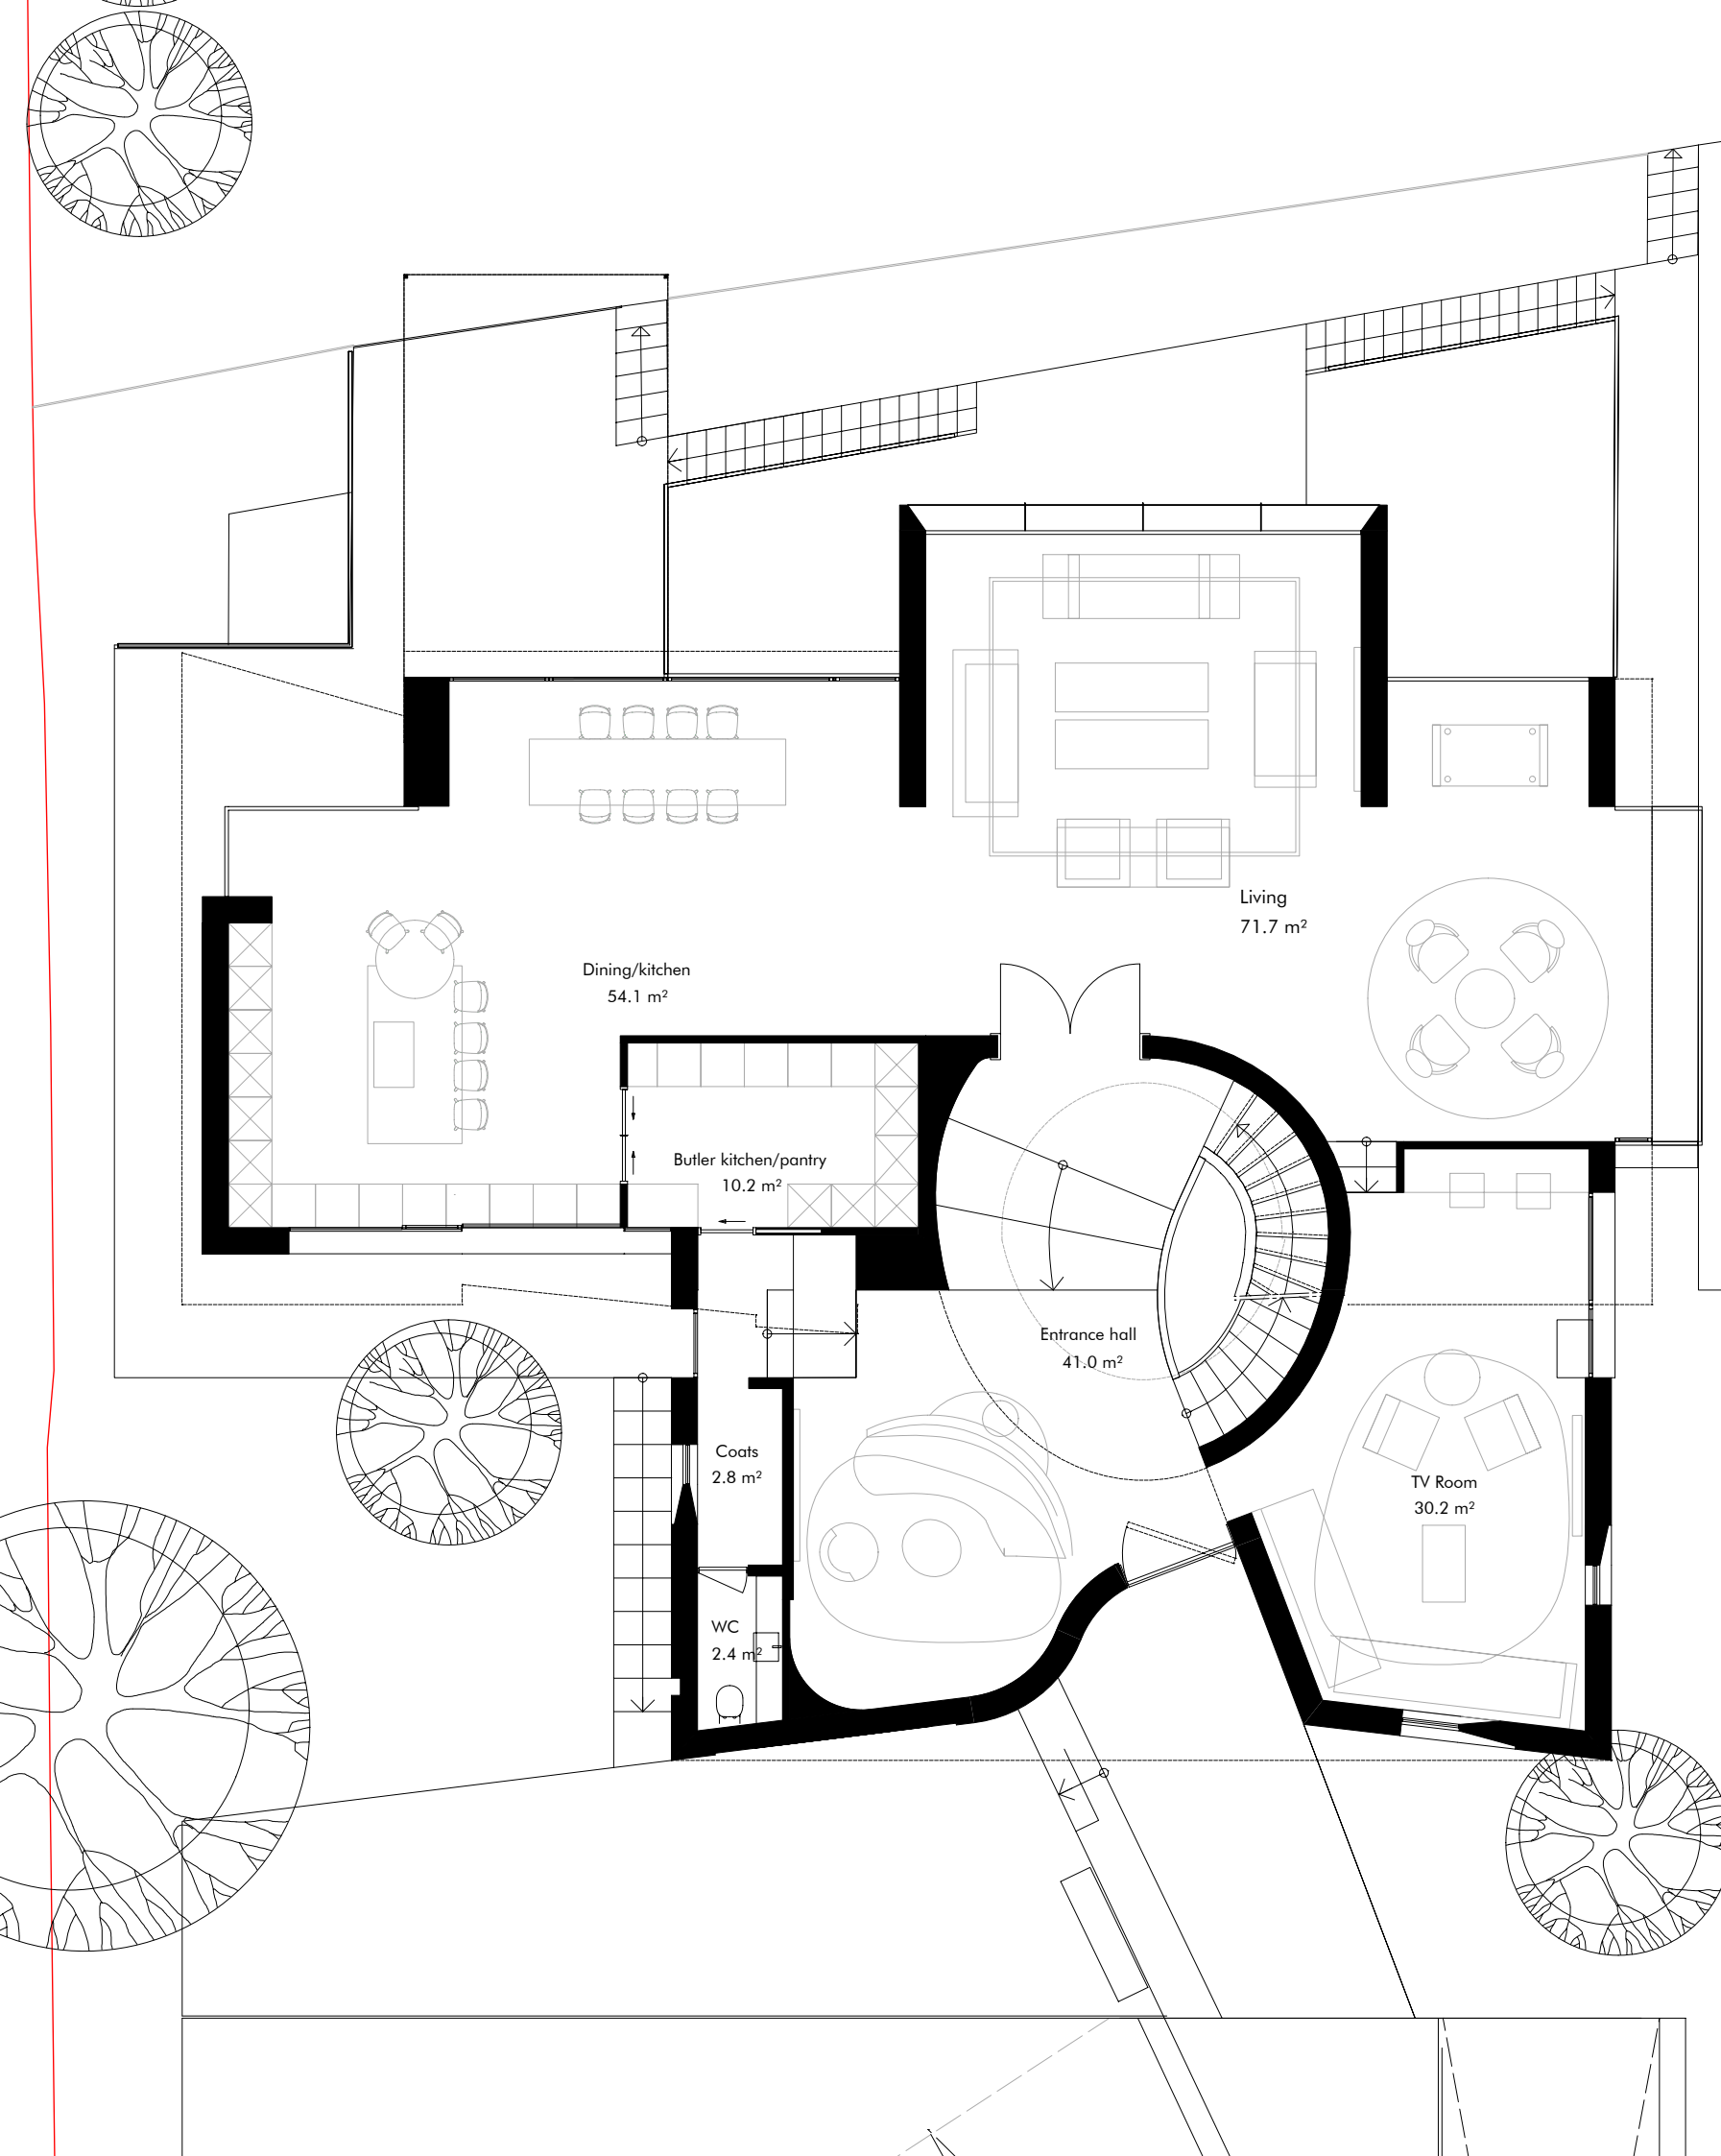 Living
71.7 m²
Dining/kitchen
54.1 m²
Butler kitchen/pantry
10.2 m²
Entrance hall
41.0 m²
Coats
2.8 m²
TV Room
30.2 m²
WC
2.4 m²